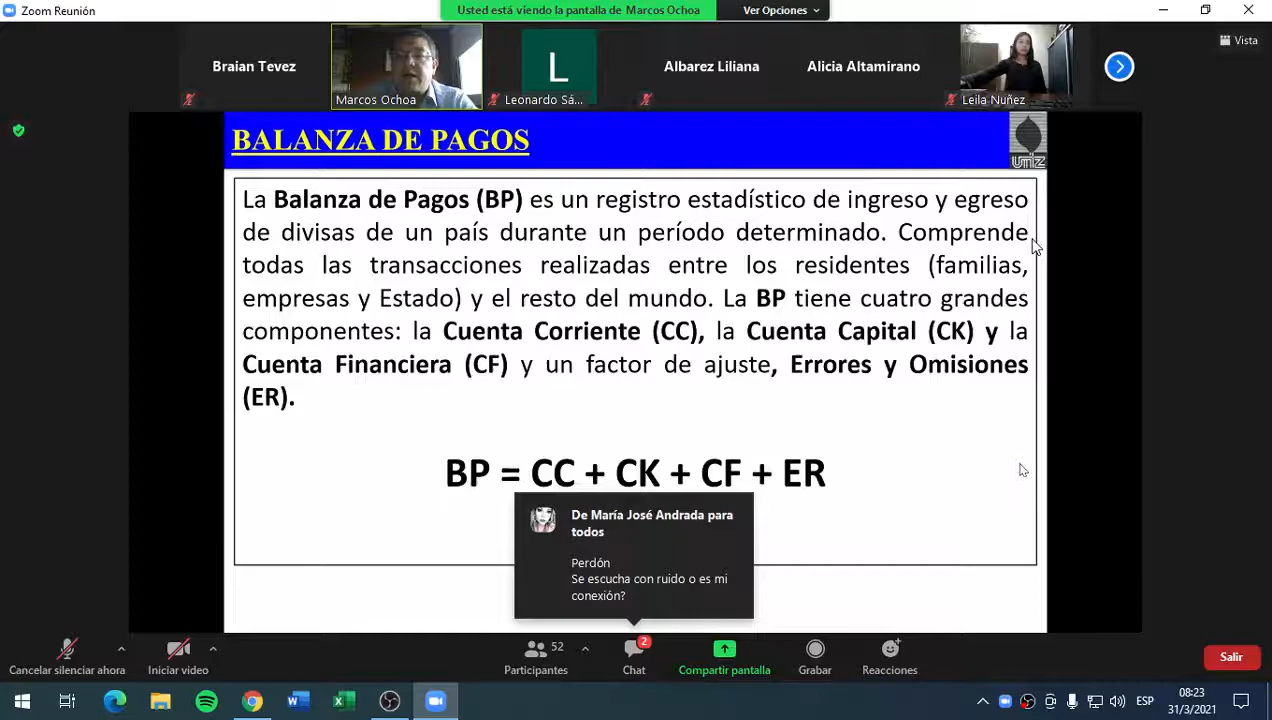 Zoom Reunión
Usted está viendo la pantalla de Marcos Ochoa
Ver Opciones
Vista
Braian Tevez
Marcos Ochoa
L
Leonardo Sá...
Albarez Liliana
Alicia Altamirano
Leila Nuñez
BALANZA DE PAGOS
UNLZ
La Balanza de Pagos (BP) es un registro estadístico de ingreso y egreso
de divisas de un país durante un período determinado. Comprende
todas las transacciones realizadas entre los residentes (familias,
empresas y Estado) y el resto del mundo. La BP tiene cuatro grandes
componentes: la Cuenta Corriente (CC), la Cuenta Capital (CK) y la
Cuenta Financiera (CF) y un factor de ajuste, Errores y Omisiones
(ER).
BP = CC + CK + CF + ER
De María José Andrada para
todos
Perdón
Se escucha con ruido o es mi
conexión?
Cancelar silenciar ahora
Iniciar video
52
Participantes
2
Chat
Compartir pantalla
Grabar
Reacciones
Salir
ESP
08:23
31/3/2021